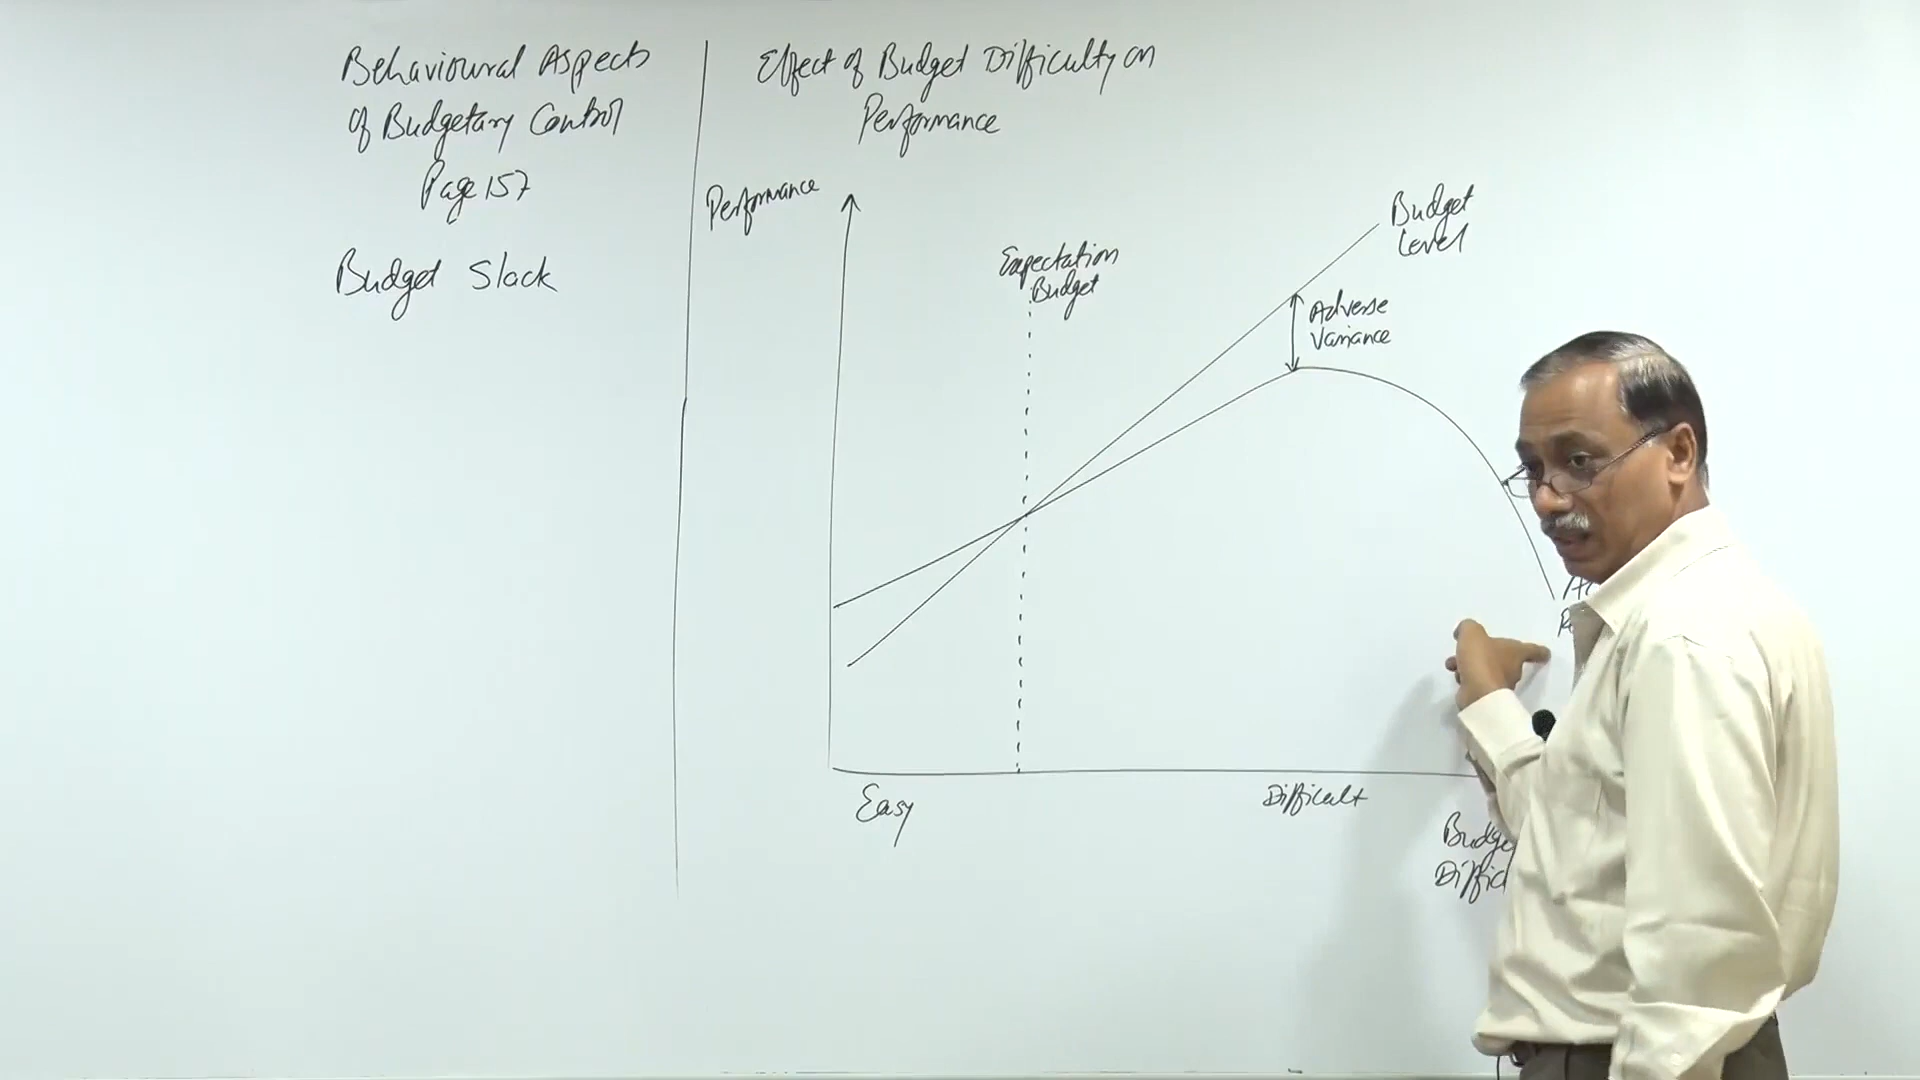 Behavioural Aspects
of Budgetary Control
Page 157
Budget Slack
Effect of Budget Difficulty on
Performance
Performance
Expectation
Budget
Budget
Level
Adverse
Variance
Easy
Difficult